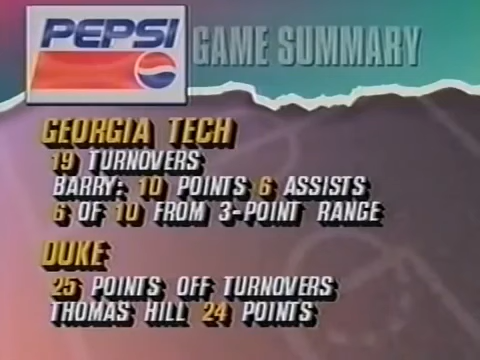 PEPSI
GAME SUMMARY
GEORGIA TECH
19 TURNOVERS
BARRY: 10 POINTS 6 ASSISTS
6 OF 10 FROM 3-POINT RANGE
DUKE
25 POINTS OFF TURNOVERS
THOMAS HILL 24 POINTS